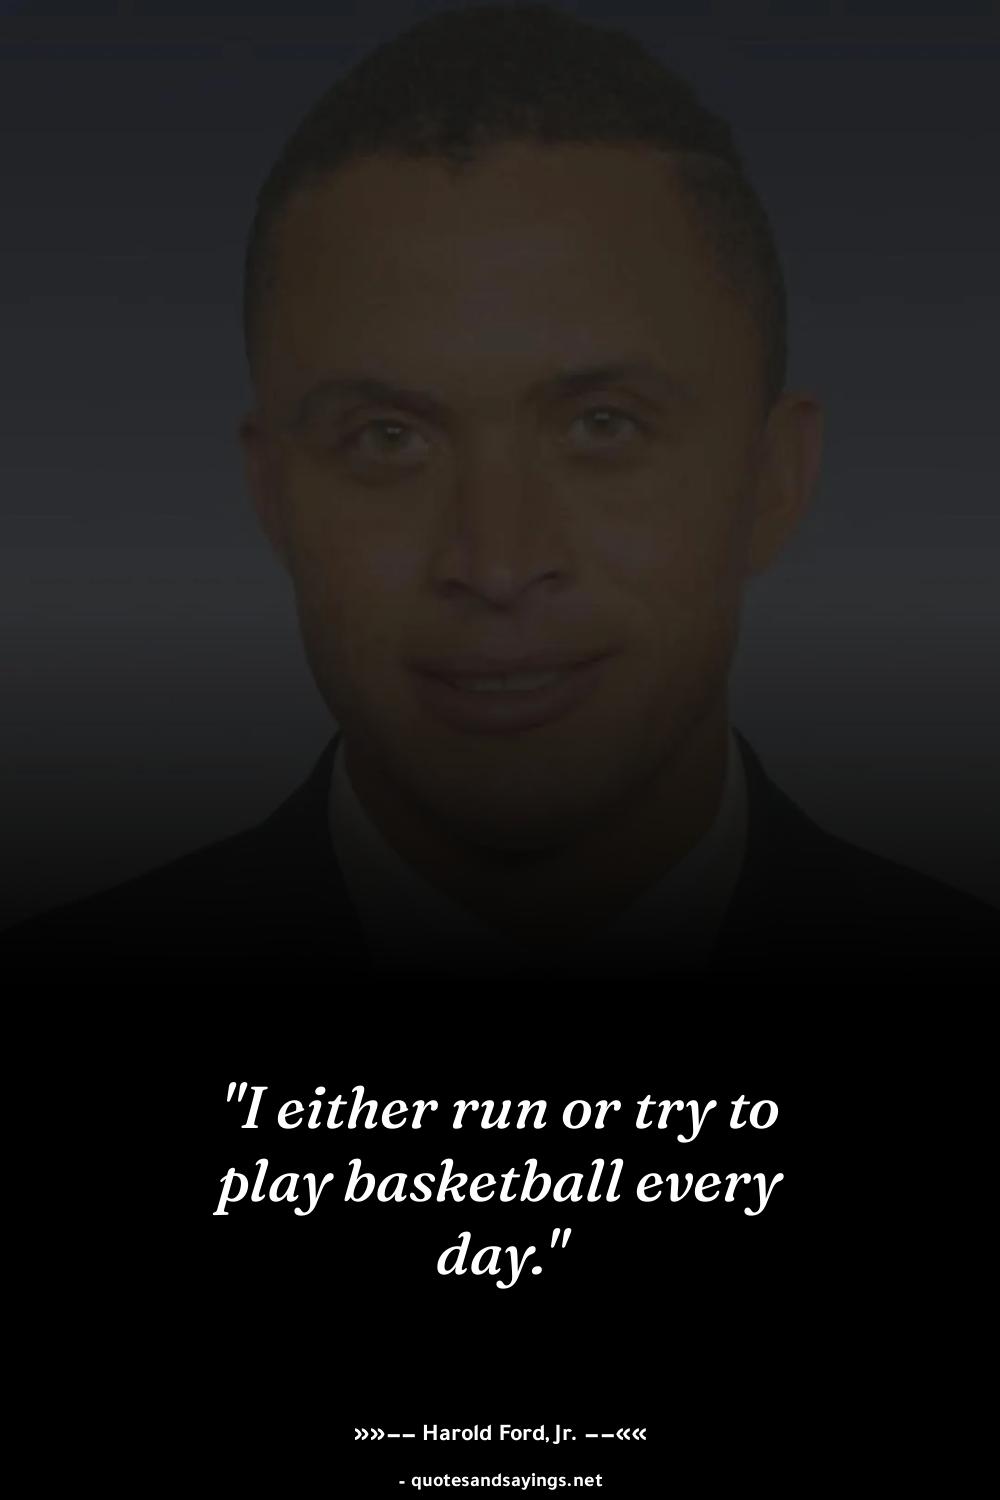 "I either run or try to
play basketball every
day."
»»–– Harold Ford, Jr. ––««
- quotesandsayings.net